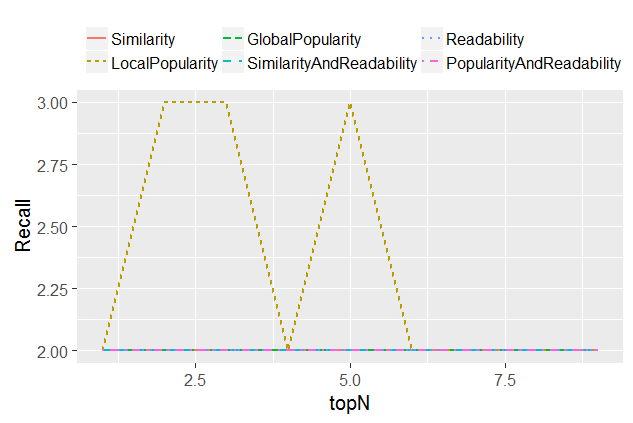 Similarity GlobalPopularity Readability
LocalPopularity SimilarityAndReadability PopularityAndReadability
3.00
2.75
2.50
2.25
2.00
Recall
2.5 5.0 7.5
topN